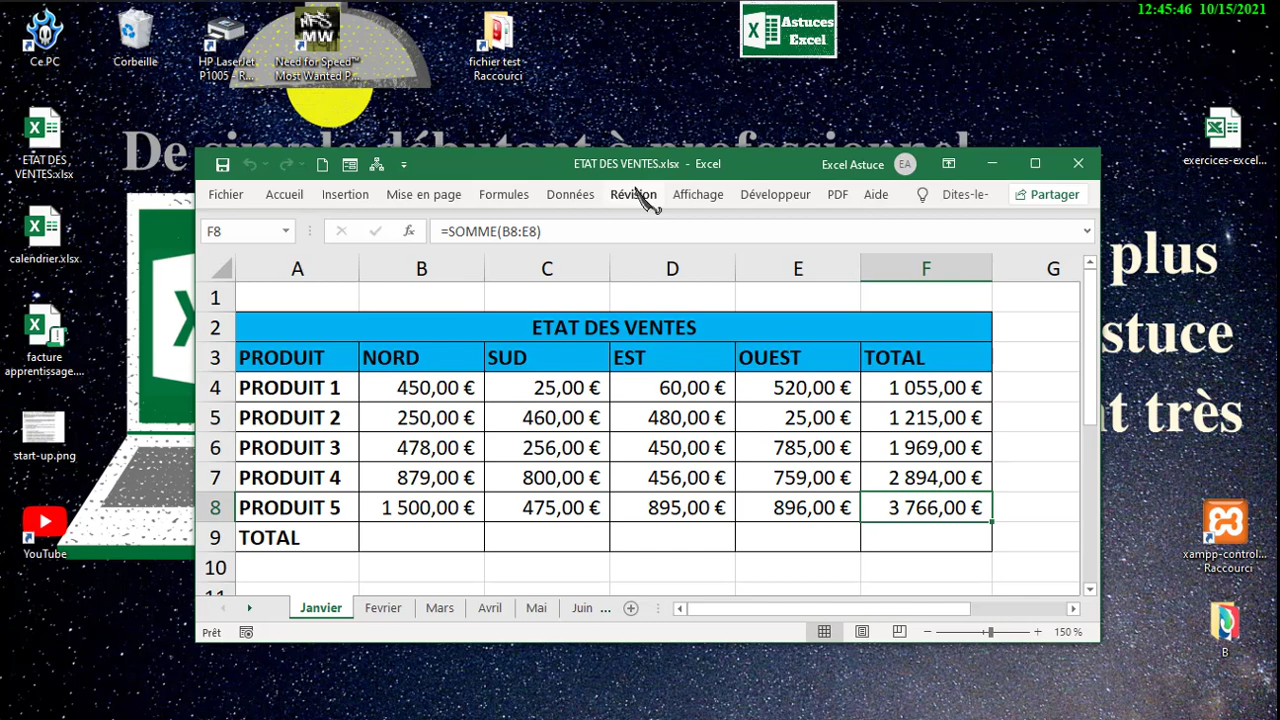 12:45:46 10/15/2021
Ce.PC
Corbeille
HP LaserJet
P1005 - R...
NFS
MW
Need for Speed™
Most Wanted P...
fichier test
Raccourci
Astuces
Excel
ETAT DES
VENTES.xlsx
calendrier.xlsx
facture
apprentissage....
start-up.png
YouTube
exercices-excel...
xampp-control...
Raccourci
B
De simple débutant à professionnel
plus
stuce
t très
ETAT DES VENTES.xlsx - Excel
Excel Astuce EA
Fichier Accueil Insertion Mise en page Formules Données Révision Affichage Développeur PDF Aide Dites-le- Partager
F8 fx =SOMME(B8:E8)
A B C D E F G
1
2 ETAT DES VENTES
3 PRODUIT NORD SUD EST OUEST TOTAL
4 PRODUIT 1 450,00 € 25,00 € 60,00 € 520,00 € 1 055,00 €
5 PRODUIT 2 250,00 € 460,00 € 480,00 € 25,00 € 1 215,00 €
6 PRODUIT 3 478,00 € 256,00 € 450,00 € 785,00 € 1 969,00 €
7 PRODUIT 4 879,00 € 800,00 € 456,00 € 759,00 € 2 894,00 €
8 PRODUIT 5 1 500,00 € 475,00 € 895,00 € 896,00 € 3 766,00 €
9 TOTAL
10
11
Janvier Fevrier Mars Avril Mai Juin ...
Prêt 150 %